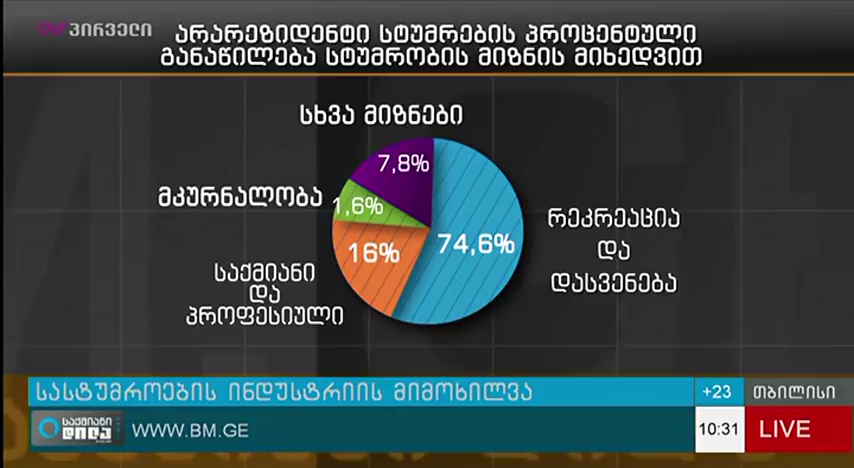 პირველი
არარეზიდენტი სტუმრების პროცენტული
განაწილება სტუმრობის მიზნის მიხედვით
სხვა მიზნები
7,8%
მკურნალობა
1,6%
რეკრეაცია
და
დასვენება
74,6%
16%
საქმიანი
და
პროფესიული
სასტუმროების ინდუსტრიის მიმოხილვა
+23
თბილისი
საქმიანი
დილა
WWW.BM.GE
10:31
LIVE